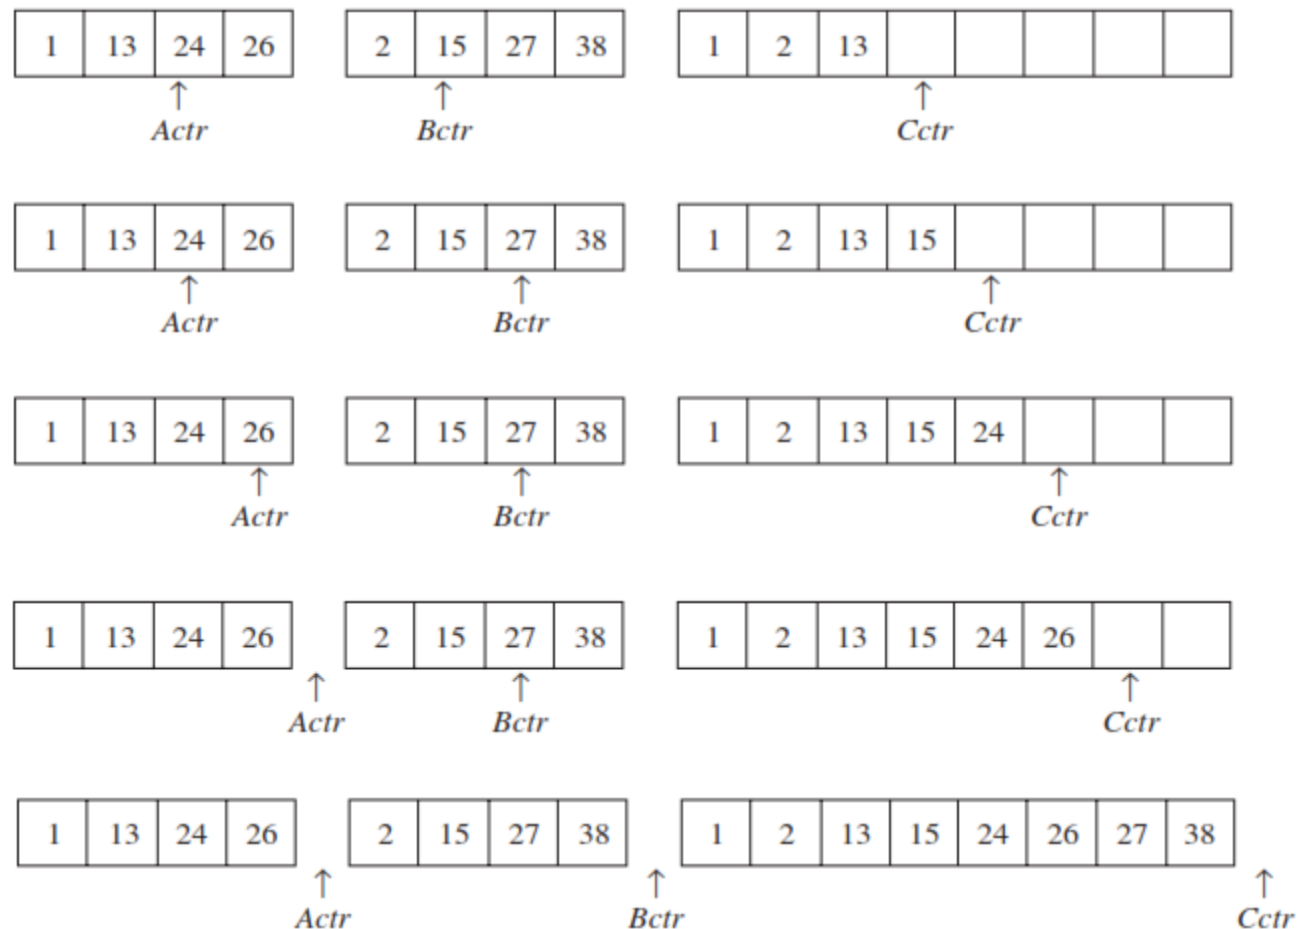 1 13 24 26 2 15 27 38 1 2 13
Actr Bctr Cctr
1 13 24 26 2 15 27 38 1 2 13 15
Actr Bctr Cctr
1 13 24 26 2 15 27 38 1 2 13 15 24
Actr Bctr Cctr
1 13 24 26 2 15 27 38 1 2 13 15 24 26
Actr Bctr Cctr
1 13 24 26 2 15 27 38 1 2 13 15 24 26 27 38
Actr Bctr Cctr